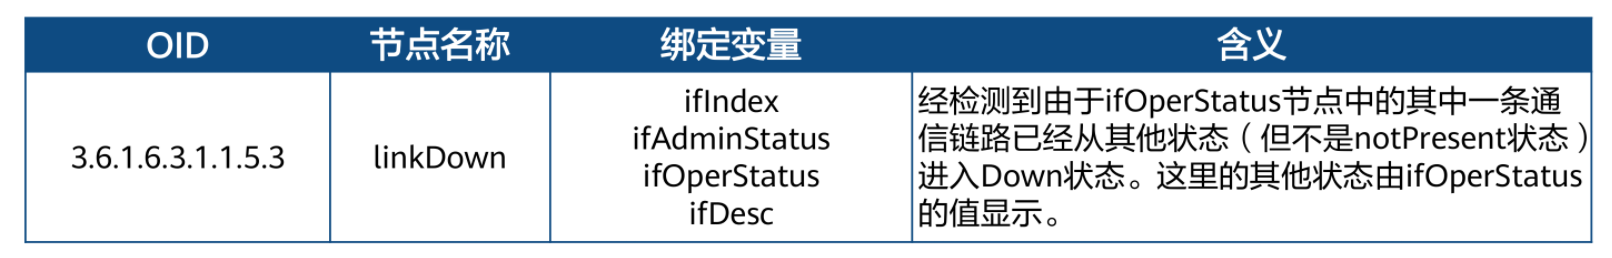 OID 节点名称 绑定变量 含义
3.6.1.6.3.1.1.5.3
linkDown
ifIndex
ifAdminStatus
ifOperStatus
ifDesc
经检测到由于ifOperStatus节点中的其中一条通
信链路已经从其他状态（但不是notPresent状态）
进入Down状态。这里的其他状态由ifOperStatus
的值显示。